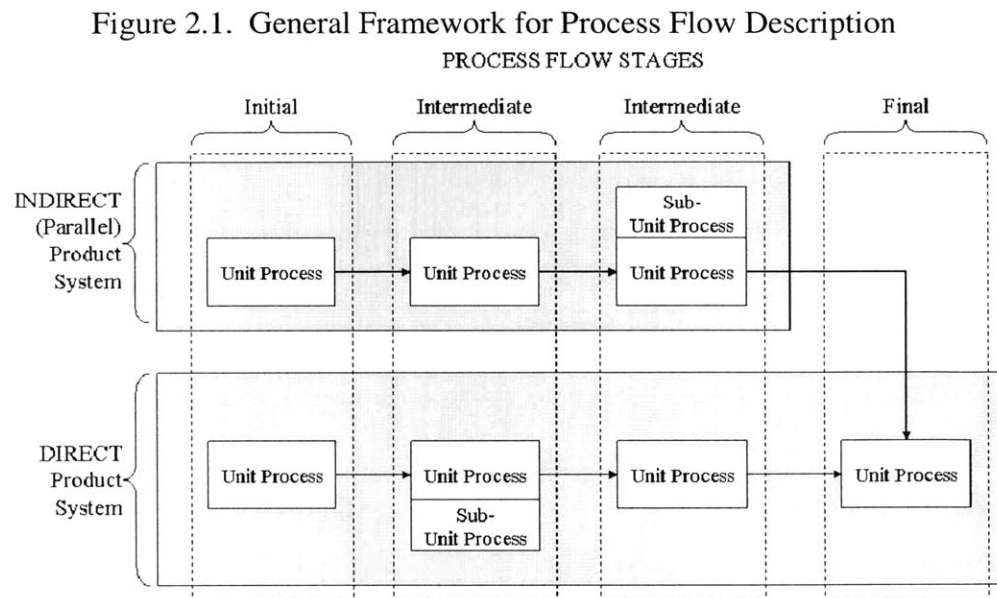 Figure 2.1. General Framework for Process Flow Description
PROCESS FLOW STAGES
Initial
Intermediate
Intermediate
Final
INDIRECT
(Parallel)
Product
System
Sub-
Unit Process
Unit Process
Unit Process
Unit Process
DIRECT
Product
System
Unit Process
Unit Process
Sub-
Unit Process
Unit Process
Unit Process